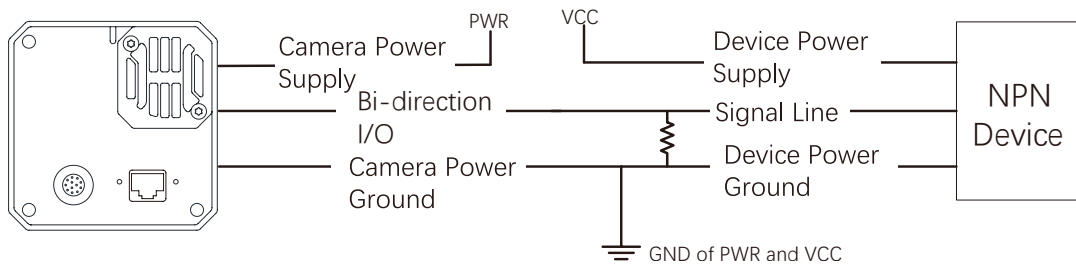 PWR
VCC
Camera Power
Supply
Device Power
Supply
Bi-direction
I/O
Signal Line
NPN
Device
Camera Power
Ground
Device Power
Ground
GND of PWR and VCC